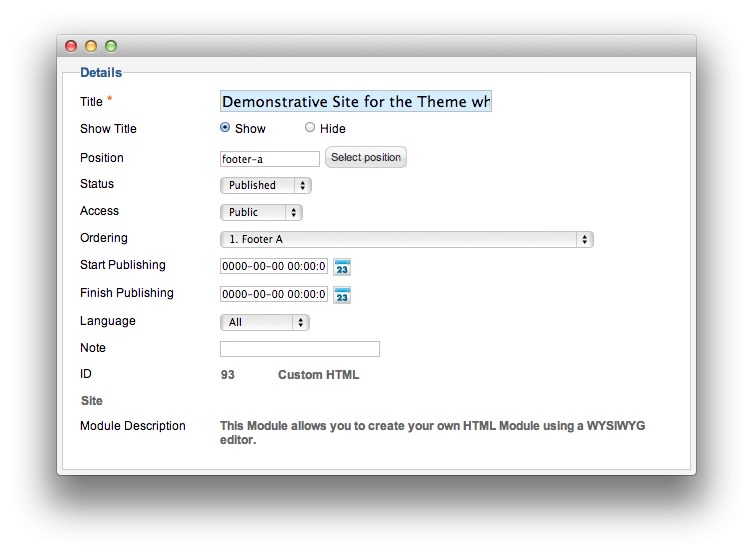 Details
Title * Demonstrative Site for the Theme wh
Show Title Show Hide
Position footer-a Select position
Status Published
Access Public
Ordering 1. Footer A
Start Publishing 0000-00-00 00:00:0 23
Finish Publishing 0000-00-00 00:00:0 23
Language All
Note
ID 93 Custom HTML
Site
Module Description This Module allows you to create your own HTML Module using a WYSIWYG
editor.